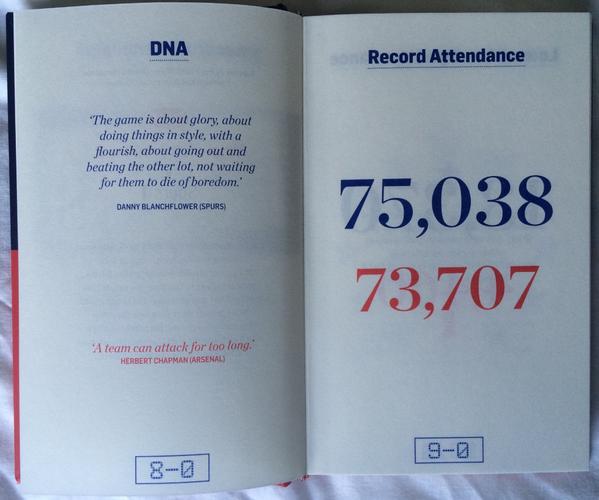 DNA
‘The game is about glory, about
doing things in style, with a
flourish, about going out and
beating the other lot, not waiting
for them to die of boredom.’
DANNY BLANCHFLOWER (SPURS)
‘A team can attack for too long.’
HERBERT CHAPMAN (ARSENAL)
8–0
Record Attendance
75,038
73,707
9–0